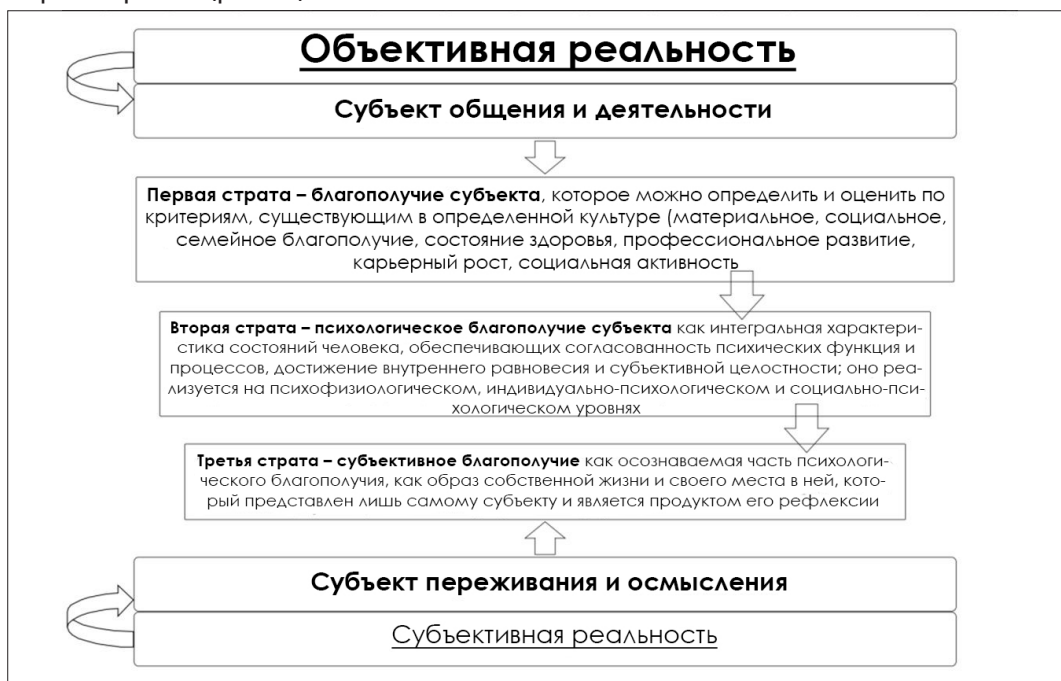 Объективная реальность
Субъект общения и деятельности
Первая страта – благополучие субъекта, которое можно определить и оценить по
критериям, существующим в определенной культуре (материальное, социальное,
семейное благополучие, состояние здоровья, профессиональное развитие,
карьерный рост, социальная активность
Вторая страта – психологическое благополучие субъекта как интегральная характери-
стика состояний человека, обеспечивающих согласованность психических функция и
процессов, достижение внутреннего равновесия и субъективной целостности; оно реа-
лизуется на психофизиологическом, индивидуально-психологическом и социально-пси-
хологическом уровнях
Третья страта – субъективное благополучие как осознаваемая часть психологи-
ческого благополучия, как образ собственной жизни и своего места в ней, кото-
рый представлен лишь самому субъекту и является продуктом его рефлексии
Субъект переживания и осмысления
Субъективная реальность